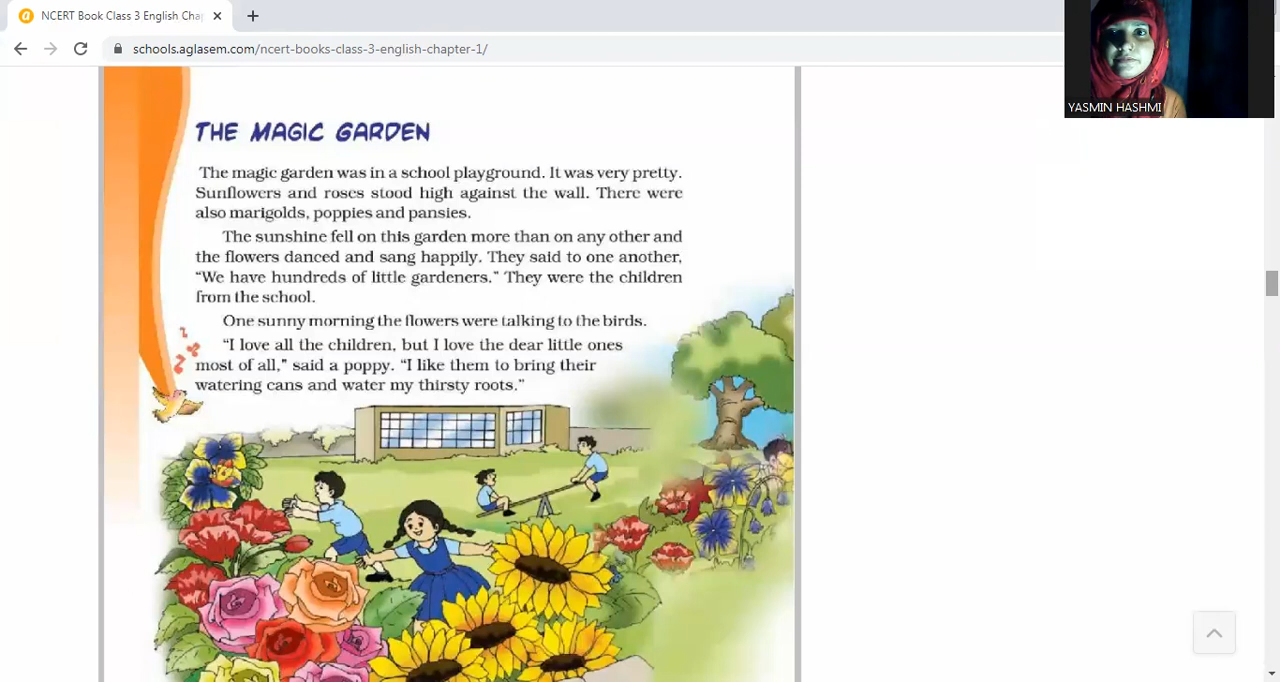 NCERT Book Class 3 English Cha
schools.aglasem.com/ncert-books-class-3-english-chapter-1/
YASMIN HASHMI
THE MAGIC GARDEN
The magic garden was in a school playground. It was very pretty.
Sunflowers and roses stood high against the wall. There were
also marigolds, poppies and pansies.
The sunshine fell on this garden more than on any other and
the flowers danced and sang happily. They said to one another,
“We have hundreds of little gardeners.” They were the children
from the school.
One sunny morning the flowers were talking to the birds.
“I love all the children, but I love the dear little ones
most of all,” said a poppy. “I like them to bring their
watering cans and water my thirsty roots.”